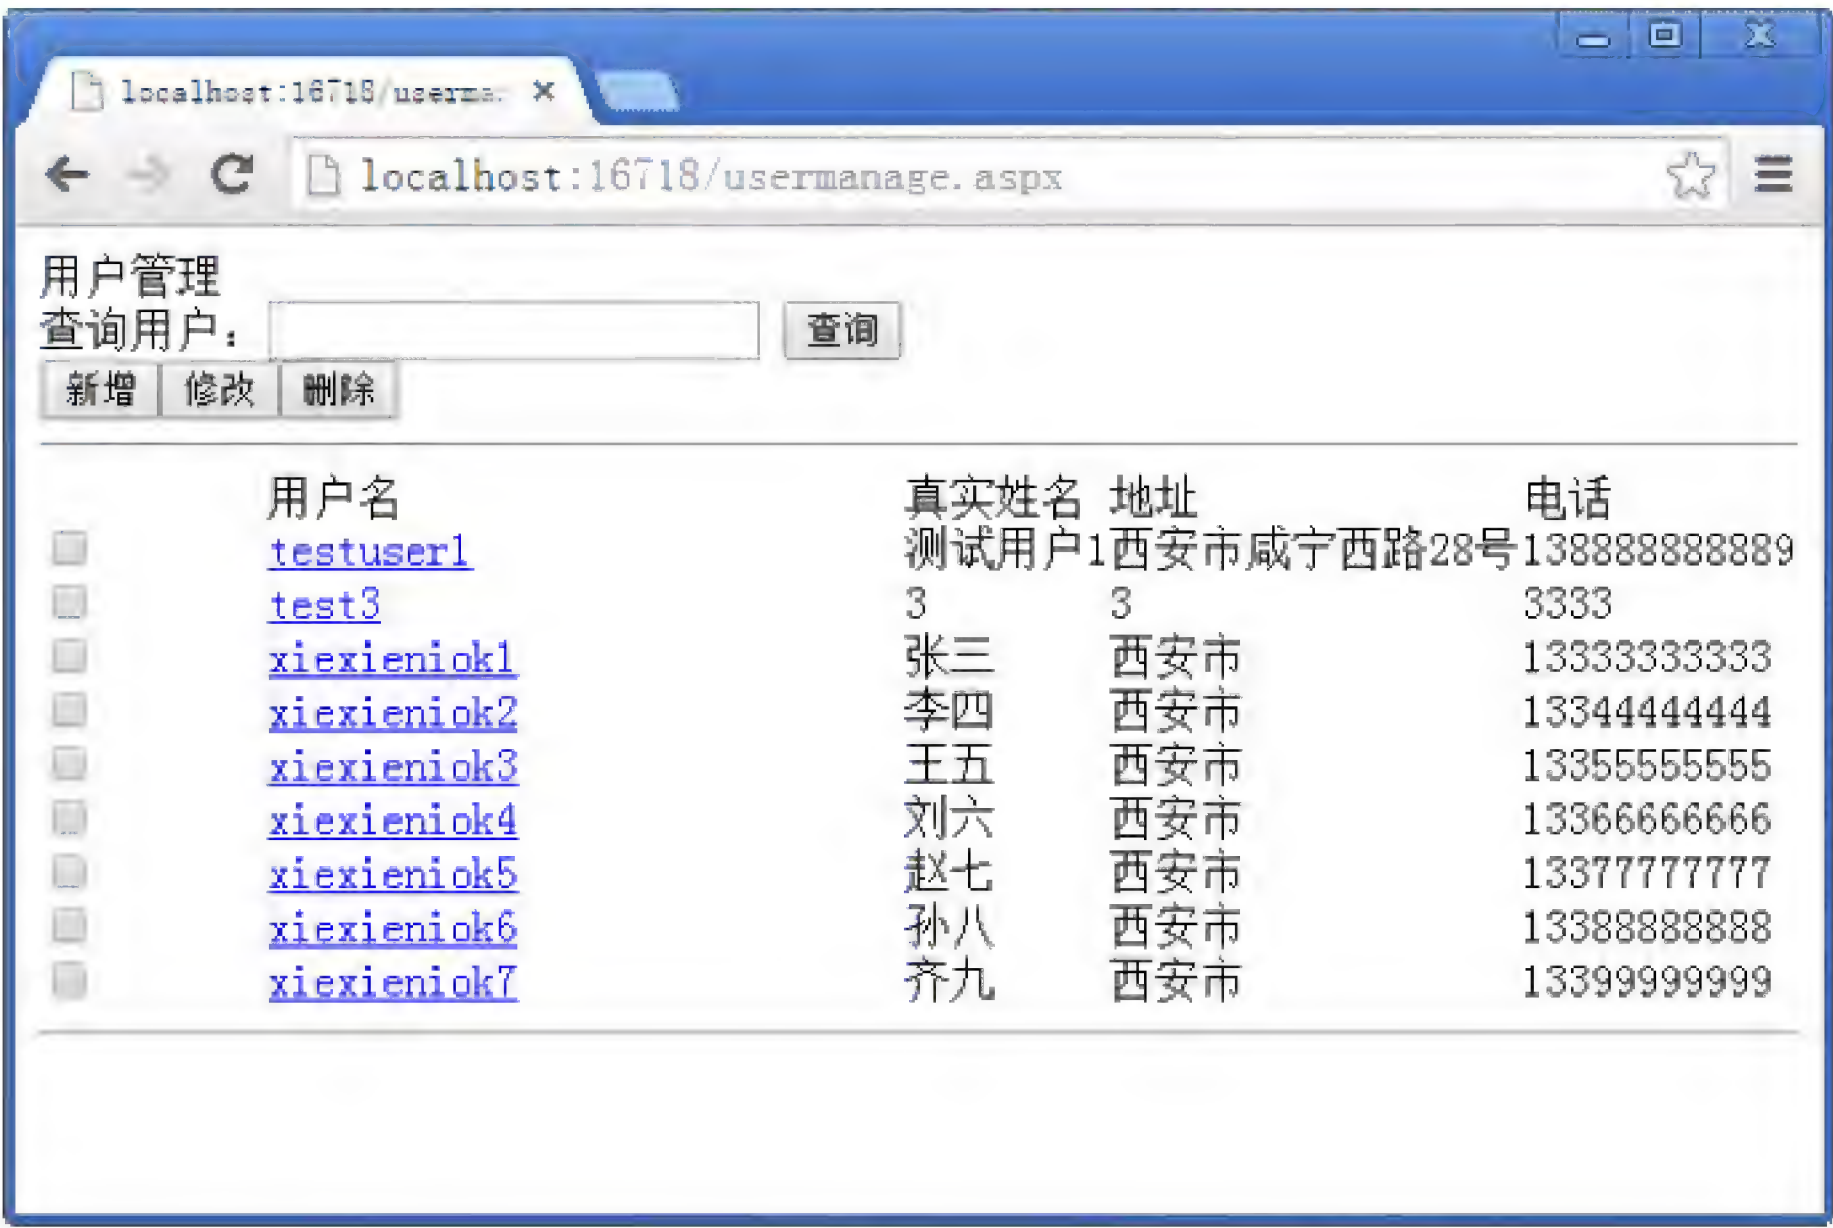 localhost:16718/userma
localhost:16718/usermanage.aspx
用户管理
查询用户： 查询
新增 修改 删除
用户名 真实姓名 地址 电话
testuser1 测试用户1 西安市咸宁西路28号 138888888889
test3 3 3 3333
xiexieniok1 张三 西安市 13333333333
xiexieniok2 李四 西安市 13344444444
xiexieniok3 王五 西安市 13355555555
xiexieniok4 刘六 西安市 13366666666
xiexieniok5 赵七 西安市 13377777777
xiexieniok6 孙八 西安市 13388888888
xiexieniok7 齐九 西安市 13399999999